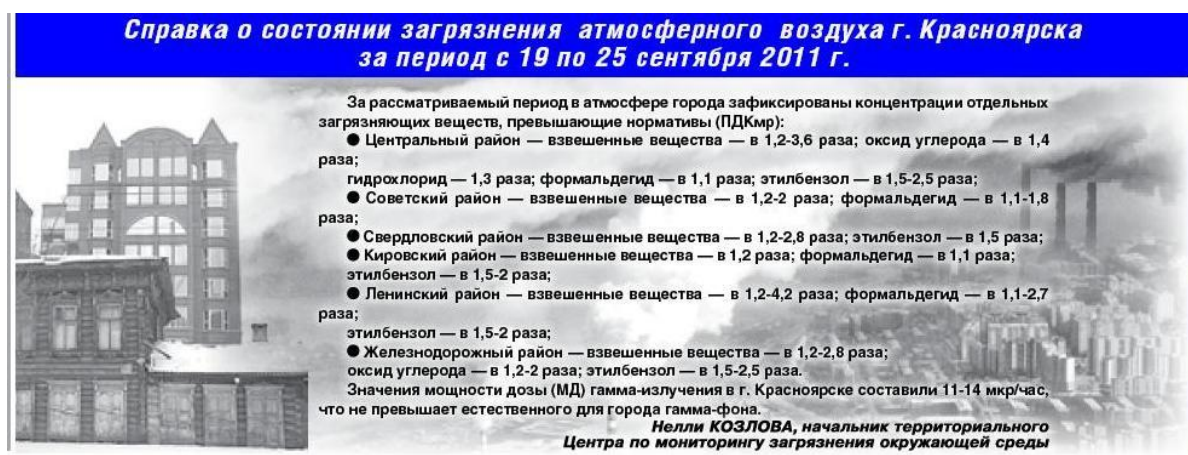 Справка о состоянии загрязнения атмосферного воздуха г. Красноярска
за период с 19 по 25 сентября 2011 г.
За рассматриваемый период в атмосфере города зафиксированы концентрации отдельных
загрязняющих веществ, превышающие нормативы (ПДКмр):
● Центральный район — взвешенные вещества — в 1,2-3,6 раза; оксид углерода — в 1,4
раза;
гидрохлорид — 1,3 раза; формальдегид — в 1,1 раза; этилбензол — в 1,5-2,5 раза;
● Советский район — взвешенные вещества — в 1,2-2 раза; формальдегид — в 1,1-1,8
раза;
● Свердловский район — взвешенные вещества — в 1,2-2,8 раза; этилбензол — в 1,5 раза;
● Кировский район — взвешенные вещества — в 1,2 раза; формальдегид — в 1,1 раза;
этилбензол — в 1,5-2 раза;
● Ленинский район — взвешенные вещества — в 1,2-4,2 раза; формальдегид — в 1,1-2,7
раза;
этилбензол — в 1,5-2 раза;
● Железнодорожный район — взвешенные вещества — в 1,2-2,8 раза;
оксид углерода — в 1,2-2 раза; этилбензол — в 1,5-2,5 раза.
Значения мощности дозы (МД) гамма-излучения в г. Красноярске составили 11-14 мкр/час,
что не превышает естественного для города гамма-фона.
Нелли КОЗЛОВА, начальник территориального
Центра по мониторингу загрязнения окружающей среды